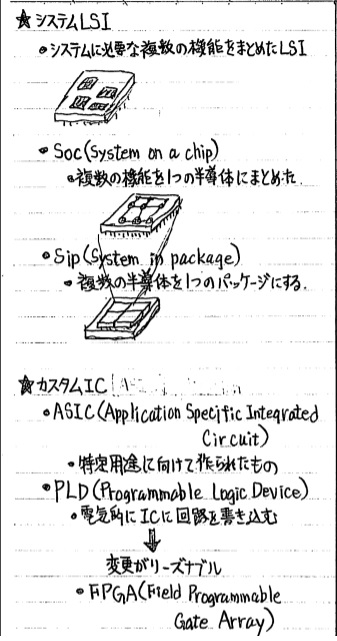 ★システムLSI
•システムに必要な複数の機能をまとめたLSI
•Soc(System on a chip)
•複数の機能を1つの半導体にまとめた
•Sip(System in package)
•複数の半導体を1つのパッケージにする.
★カスタムIC
•ASIC(Application Specific Integrated
Circuit)
•特定用途に向けて作られたもの
•PLD(Programmable Logic Device)
•電気所にICに回路を書き込む
⇓
変更がリーズナブル
•FPGA(Field Programmable
Gate Array)